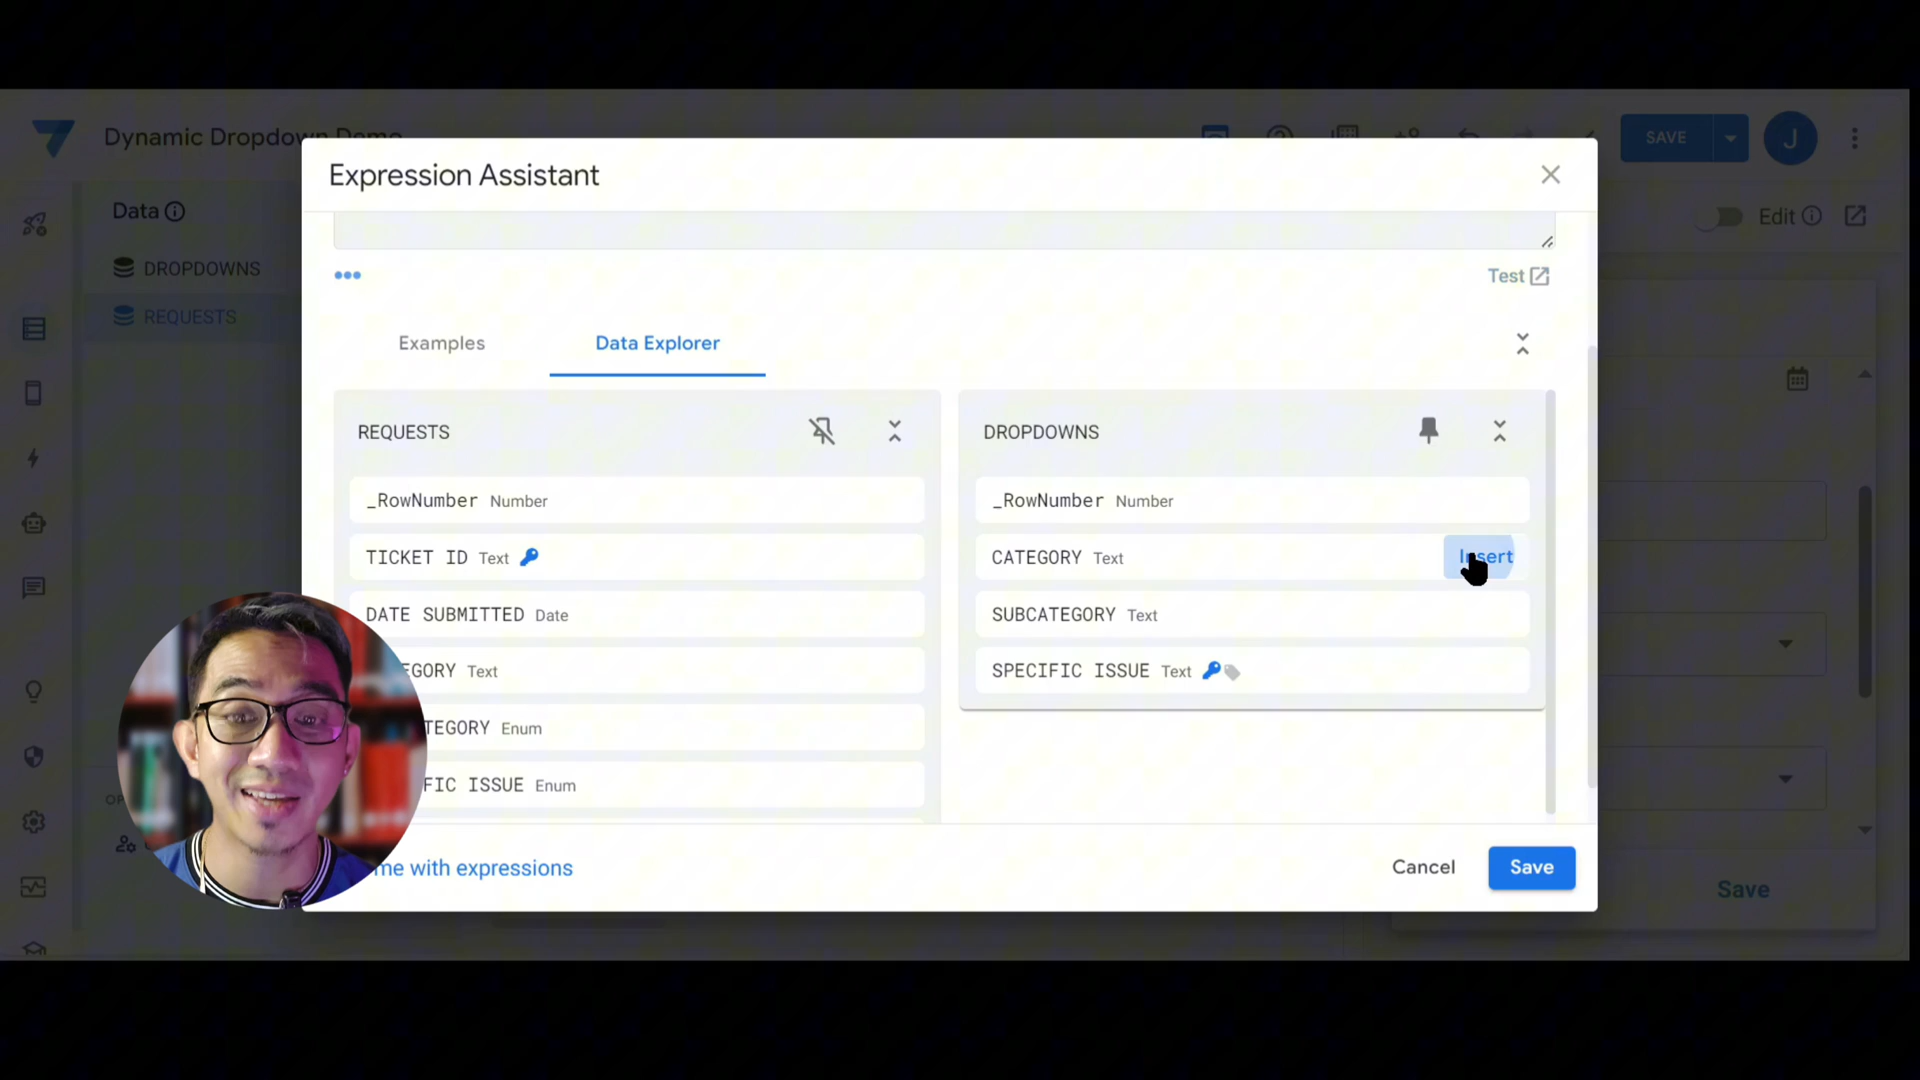 Dynamic Dropdown Demo
SAVE
J
Expression Assistant
Data
Edit
DROPDOWNS
REQUESTS
Test
Examples
Data Explorer
REQUESTS
_RowNumber Number
TICKET ID Text
DATE SUBMITTED Date
EGORY Text
TEGORY Enum
FIC ISSUE Enum
DROPDOWNS
_RowNumber Number
CATEGORY Text
Insert
SUBCATEGORY Text
SPECIFIC ISSUE Text
me with expressions
Cancel
Save
Save